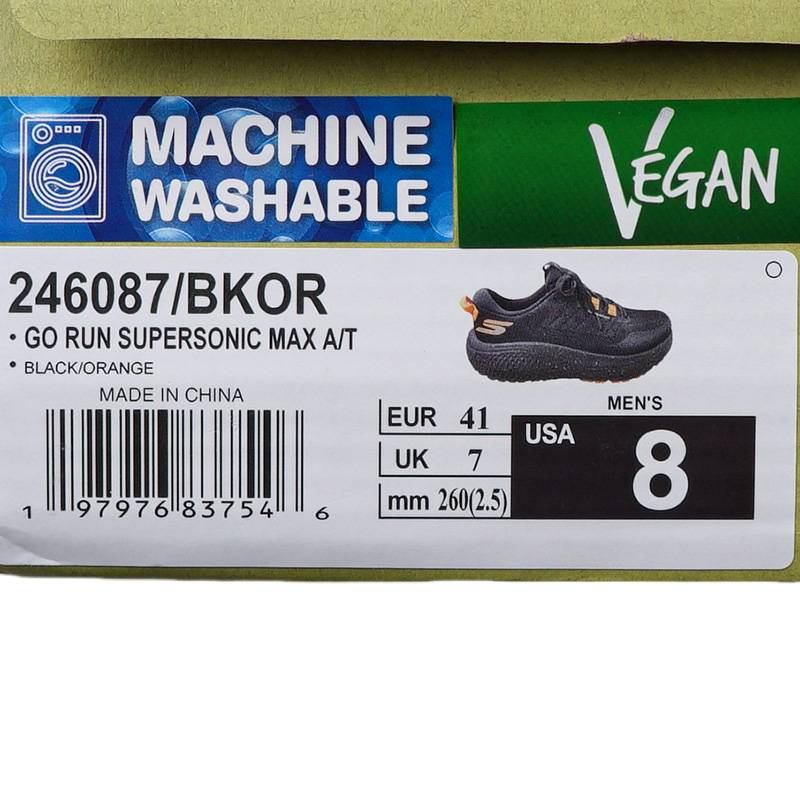 MACHINE
WASHABLE
VEGAN
246087/BKOR
• GO RUN SUPERSONIC MAX A/T
• BLACK/ORANGE
MADE IN CHINA
1 97976 83754 6
EUR 41
UK 7
mm 260(2.5)
MEN'S
USA 8